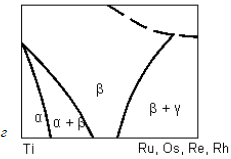 β
α
α + β
β + γ
г
Ti
Ru, Os, Re, Rh